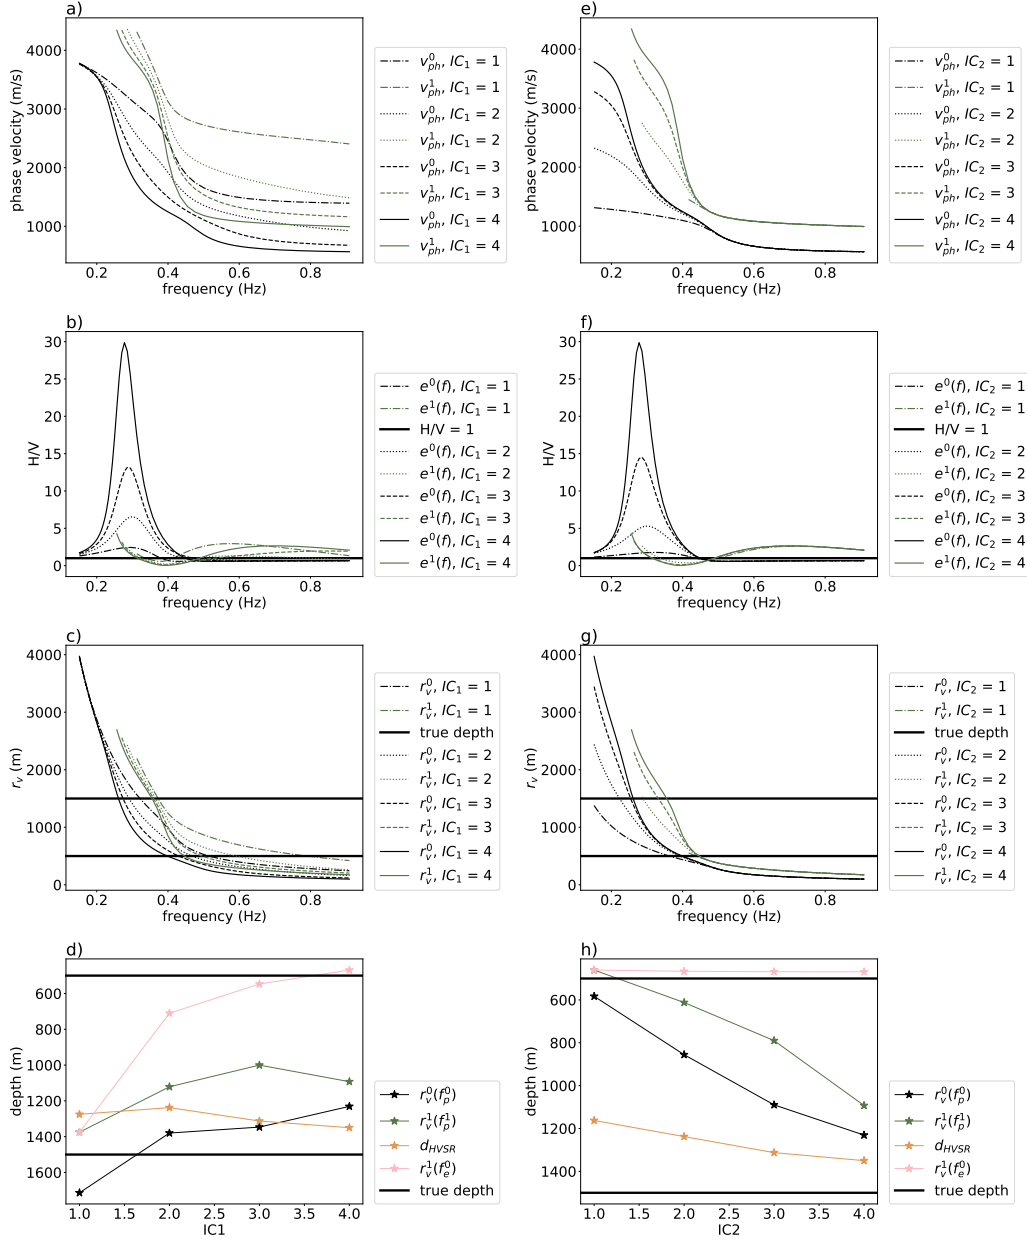 a)
phase velocity (m/s)
4000
3000
2000
1000
0.2 0.4 0.6 0.8
frequency (Hz)
v⁰ₚₕ, IC₁ = 1
v¹ₚₕ, IC₁ = 1
v⁰ₚₕ, IC₁ = 2
v¹ₚₕ, IC₁ = 2
v⁰ₚₕ, IC₁ = 3
v¹ₚₕ, IC₁ = 3
v⁰ₚₕ, IC₁ = 4
v¹ₚₕ, IC₁ = 4
e)
phase velocity (m/s)
4000
3000
2000
1000
0.2 0.4 0.6 0.8
frequency (Hz)
v⁰ₚₕ, IC₂ = 1
v¹ₚₕ, IC₂ = 1
v⁰ₚₕ, IC₂ = 2
v¹ₚₕ, IC₂ = 2
v⁰ₚₕ, IC₂ = 3
v¹ₚₕ, IC₂ = 3
v⁰ₚₕ, IC₂ = 4
v¹ₚₕ, IC₂ = 4
b)
H/V
30
25
20
15
10
5
0
0.2 0.4 0.6 0.8
frequency (Hz)
e⁰(f), IC₁ = 1
e¹(f), IC₁ = 1
H/V = 1
e⁰(f), IC₁ = 2
e¹(f), IC₁ = 2
e⁰(f), IC₁ = 3
e¹(f), IC₁ = 3
e⁰(f), IC₁ = 4
e¹(f), IC₁ = 4
f)
H/V
30
25
20
15
10
5
0
0.2 0.4 0.6 0.8
frequency (Hz)
e⁰(f), IC₂ = 1
e¹(f), IC₂ = 1
H/V = 1
e⁰(f), IC₂ = 2
e¹(f), IC₂ = 2
e⁰(f), IC₂ = 3
e¹(f), IC₂ = 3
e⁰(f), IC₂ = 4
e¹(f), IC₂ = 4
c)
rᵥ (m)
4000
3000
2000
1000
0
0.2 0.4 0.6 0.8
frequency (Hz)
r⁰ᵥ, IC₁ = 1
r¹ᵥ, IC₁ = 1
true depth
r⁰ᵥ, IC₁ = 2
r¹ᵥ, IC₁ = 2
r⁰ᵥ, IC₁ = 3
r¹ᵥ, IC₁ = 3
r⁰ᵥ, IC₁ = 4
r¹ᵥ, IC₁ = 4
g)
rᵥ (m)
4000
3000
2000
1000
0
0.2 0.4 0.6 0.8
frequency (Hz)
r⁰ᵥ, IC₂ = 1
r¹ᵥ, IC₂ = 1
true depth
r⁰ᵥ, IC₂ = 2
r¹ᵥ, IC₂ = 2
r⁰ᵥ, IC₂ = 3
r¹ᵥ, IC₂ = 3
r⁰ᵥ, IC₂ = 4
r¹ᵥ, IC₂ = 4
d)
depth (m)
600
800
1000
1200
1400
1600
1.0 1.5 2.0 2.5 3.0 3.5 4.0
IC1
r⁰ᵥ(f⁰ₚ)
r¹ᵥ(f¹ₚ)
d_HVSR
r¹ᵥ(f⁰ₑ)
true depth
h)
depth (m)
600
800
1000
1200
1400
1.0 1.5 2.0 2.5 3.0 3.5 4.0
IC2
r⁰ᵥ(f⁰ₚ)
r¹ᵥ(f¹ₚ)
d_HVSR
r¹ᵥ(f⁰ₑ)
true depth